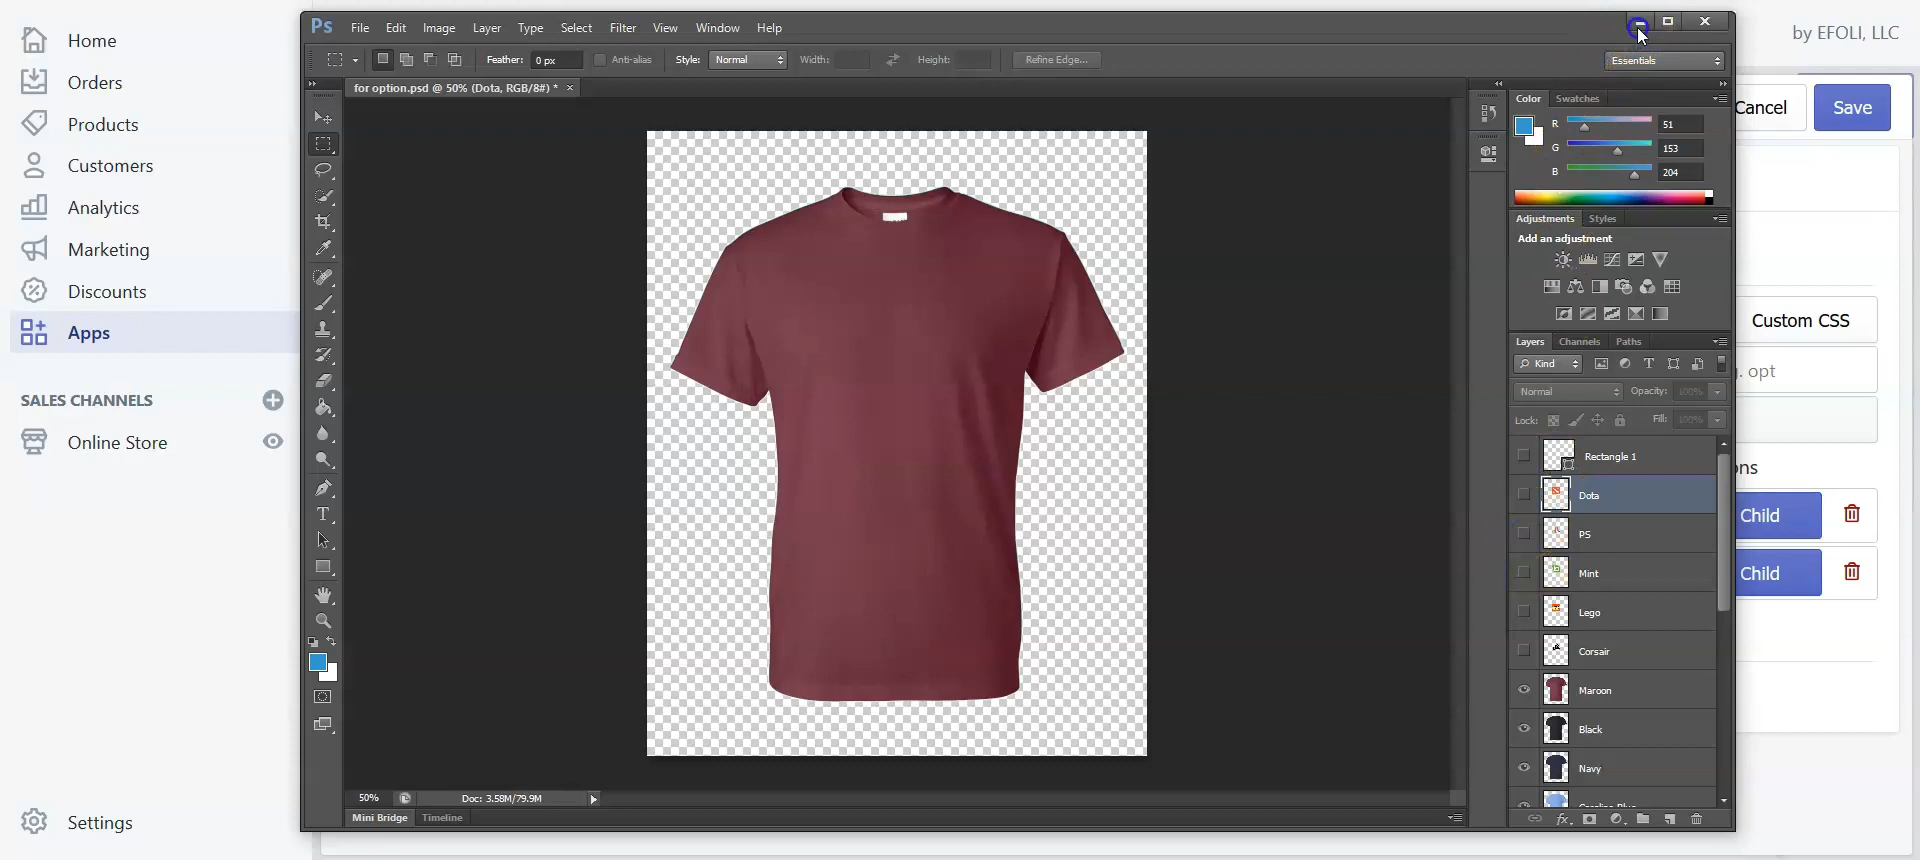 Home
Orders
Products
Customers
Analytics
Marketing
Discounts
Apps
SALES CHANNELS
Online Store
Settings
by EFOLI, LLC
Cancel
Save
Custom CSS
. opt
ons
Child
Child
Ps File Edit Image Layer Type Select Filter View Window Help
Feather: 0 px Anti-alias Style: Normal Width: Height: Refine Edge... Essentials
for option.psd @ 50% (Dota, RGB/8#) *
Color Swatches
R 51
G 153
B 204
Adjustments Styles
Add an adjustment
Layers Channels Paths
Kind
Normal Opacity: 100%
Lock: Fill: 100%
Rectangle 1
Dota
PS
Mint
Lego
Corsair
Maroon
Black
Navy
50% Doc: 3.58M/79.9M
Mini Bridge Timeline
fx